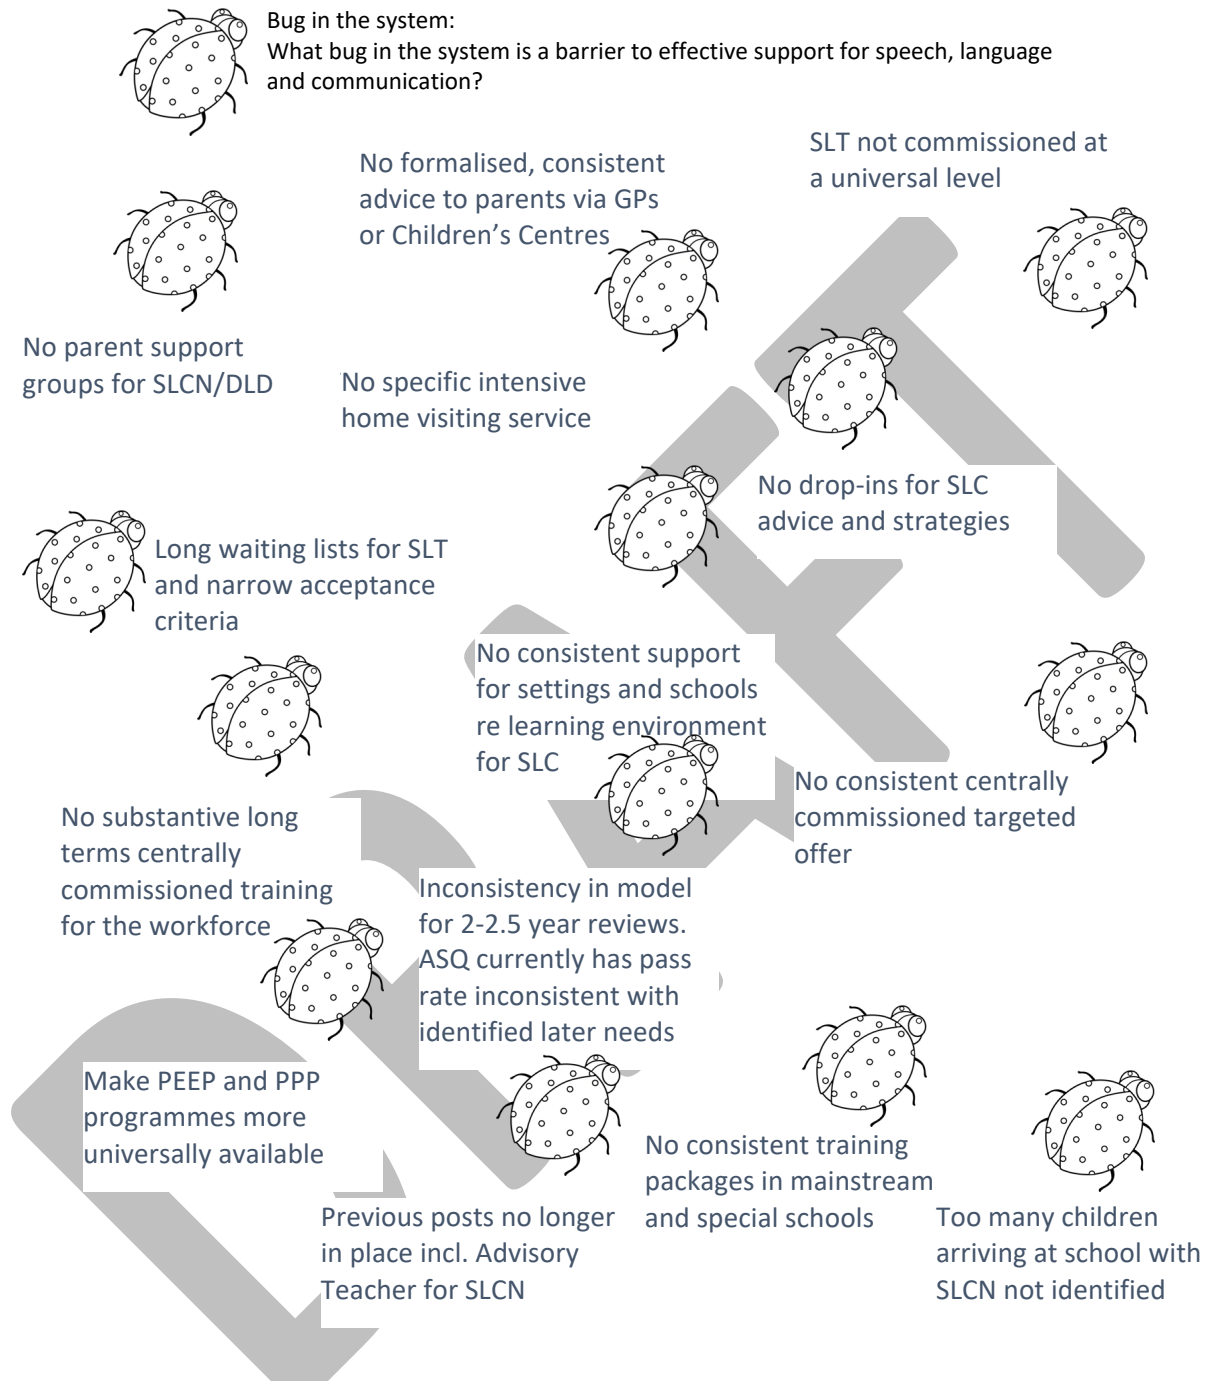 Bug in the system:
What bug in the system is a barrier to effective support for speech, language
and communication?
SLT not commissioned at
a universal level
No formalised, consistent
advice to parents via GPs
or Children's Centres
No parent support
groups for SLCN/DLD
No specific intensive
home visiting service
No drop-ins for SLC
advice and strategies
Long waiting lists for SLT
and narrow acceptance
criteria
No consistent support
for settings and schools
re learning environment
for SLC
No consistent centrally
commissioned targeted
offer
No substantive long
terms centrally
commissioned training
for the workforce
Inconsistency in model
for 2-2.5 year reviews.
ASQ currently has pass
rate inconsistent with
identified later needs
Make PEEP and PPP
programmes more
universally available
No consistent training
packages in mainstream
and special schools
Previous posts no longer
in place incl. Advisory
Teacher for SLCN
Too many children
arriving at school with
SLCN not identified
DRAFT